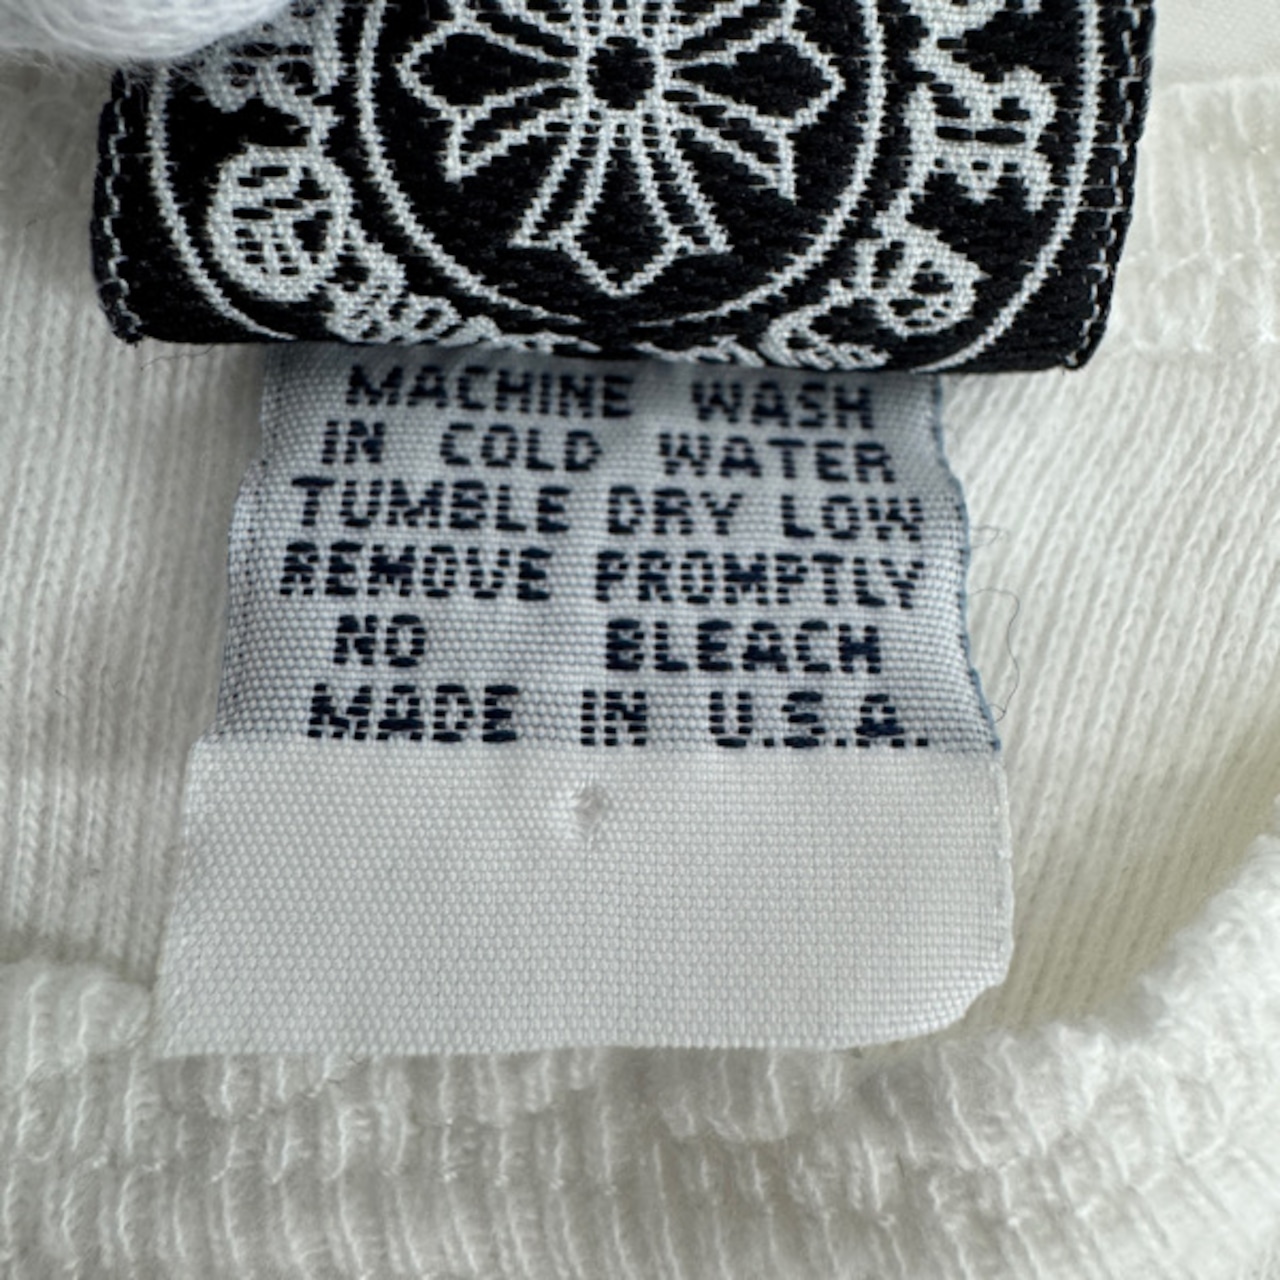 MACHINE WASH
IN COLD WATER
TUMBLE DRY LOW
REMOVE PROMPTLY
NO BLEACH
MADE IN U.S.A.